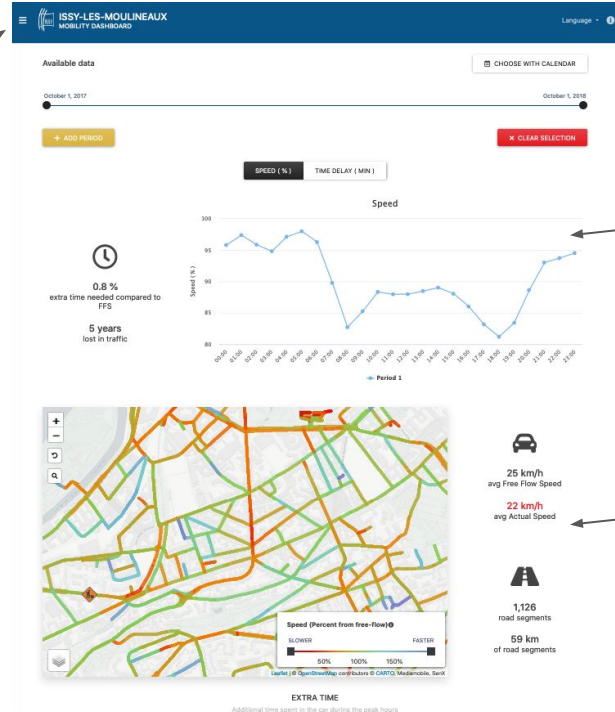 ISSY-LES-MOULINEAUX
MOBILITY DASHBOARD
Language
Available data
CHOOSE WITH CALENDAR
October 1, 2017
October 1, 2018
+ ADD PERIOD
× CLEAR SELECTION
SPEED ( % )
TIME DELAY ( MIN )
Speed
100
95
90
85
80
Speed ( % )
00:00 01:00 02:00 03:00 04:00 05:00 06:00 07:00 08:00 09:00 10:00 11:00 12:00 13:00 14:00 15:00 16:00 17:00 18:00 19:00 20:00 21:00 22:00 23:00
Period 1
0.8 %
extra time needed compared to
FFS
5 years
lost in traffic
+
−
25 km/h
avg Free Flow Speed
22 km/h
avg Actual Speed
1,126
road segments
59 km
of road segments
Speed (Percent from free-flow)
SLOWER
FASTER
50% 100% 150%
Leaflet | © OpenStreetMap contributors © CARTO, Mediamobile, SenX
EXTRA TIME
Additional time spent in the car during the peak hours